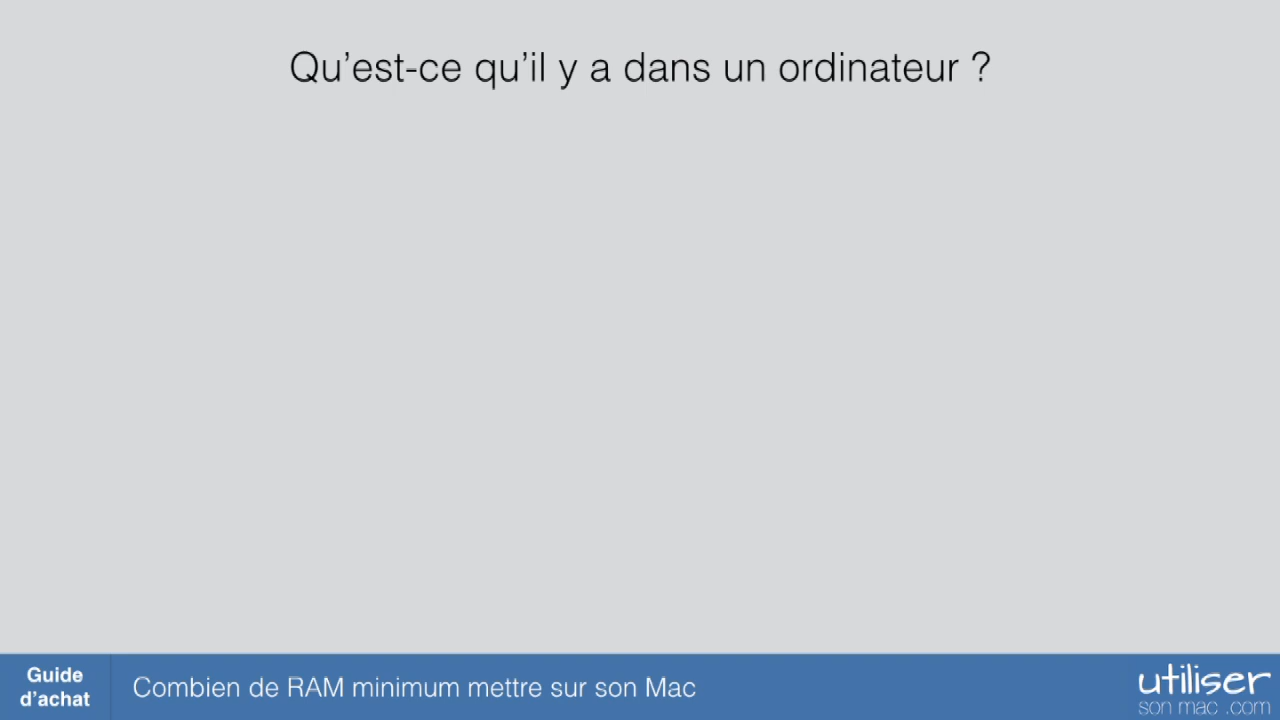 Qu’est-ce qu’il y a dans un ordinateur ?
Guide
d’achat
Combien de RAM minimum mettre sur son Mac
utiliser
son mac .com